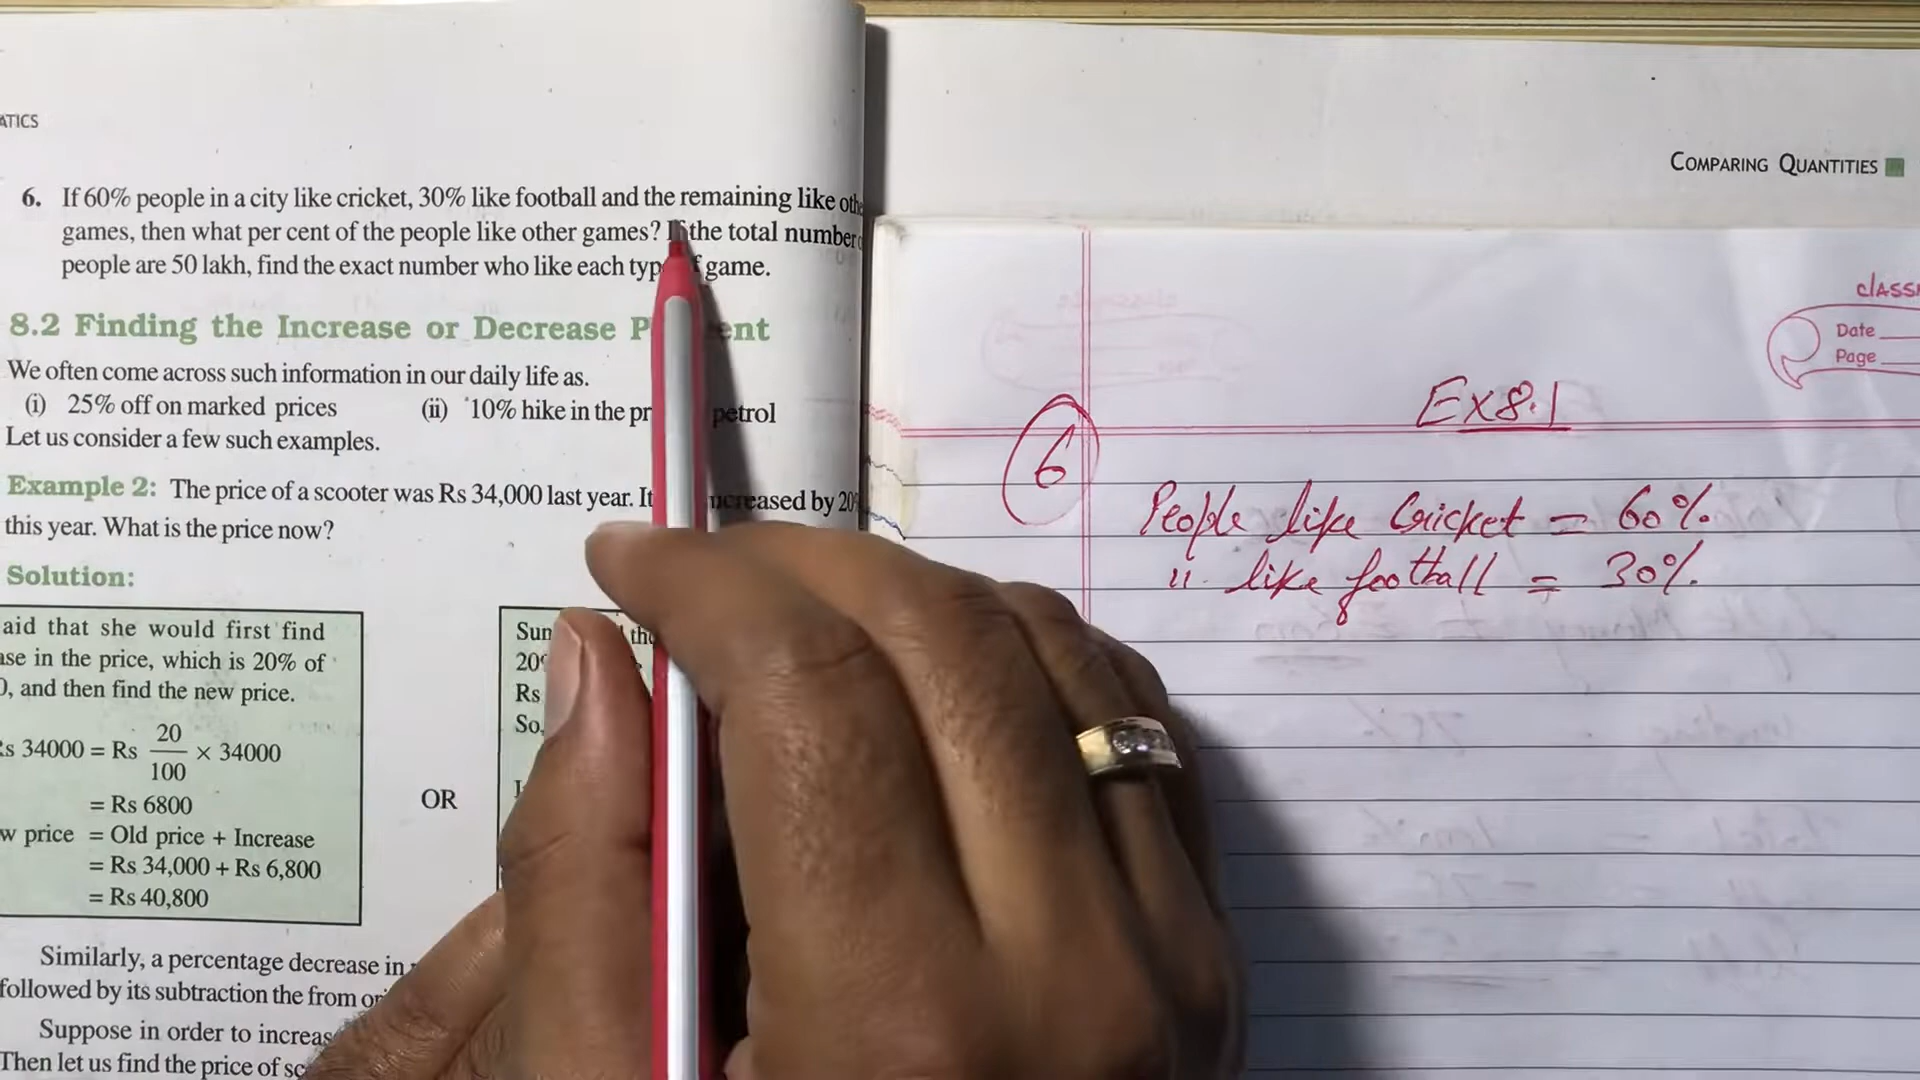 ATICS
6. If 60% people in a city like cricket, 30% like football and the remaining like
games, then what per cent of the people like other games? If the total number
people are 50 lakh, find the exact number who like each game.
8.2 Finding the Increase or Decrease
We often come across such information in our daily life as.
(i) 25% off on marked prices (ii) 10% hike in the petrol
Let us consider a few such examples.
Example 2: The price of a scooter was Rs 34,000 last year. It increased by 20%
this year. What is the price now?
Solution:
aid that she would first find
ase in the price, which is 20% of
0, and then find the new price.
Rs 34000 = Rs 20/100 × 34000
= Rs 6800
w price = Old price + Increase
= Rs 34,000 + Rs 6,800
= Rs 40,800
OR
Sun
20%
Rs
So,
Similarly, a percentage decrease in
followed by its subtraction the from
Suppose in order to
Then let us find the price of
COMPARING QUANTITIES
Date
Page
Ex 8.1
6
People like Cricket = 60%
" like football = 30%